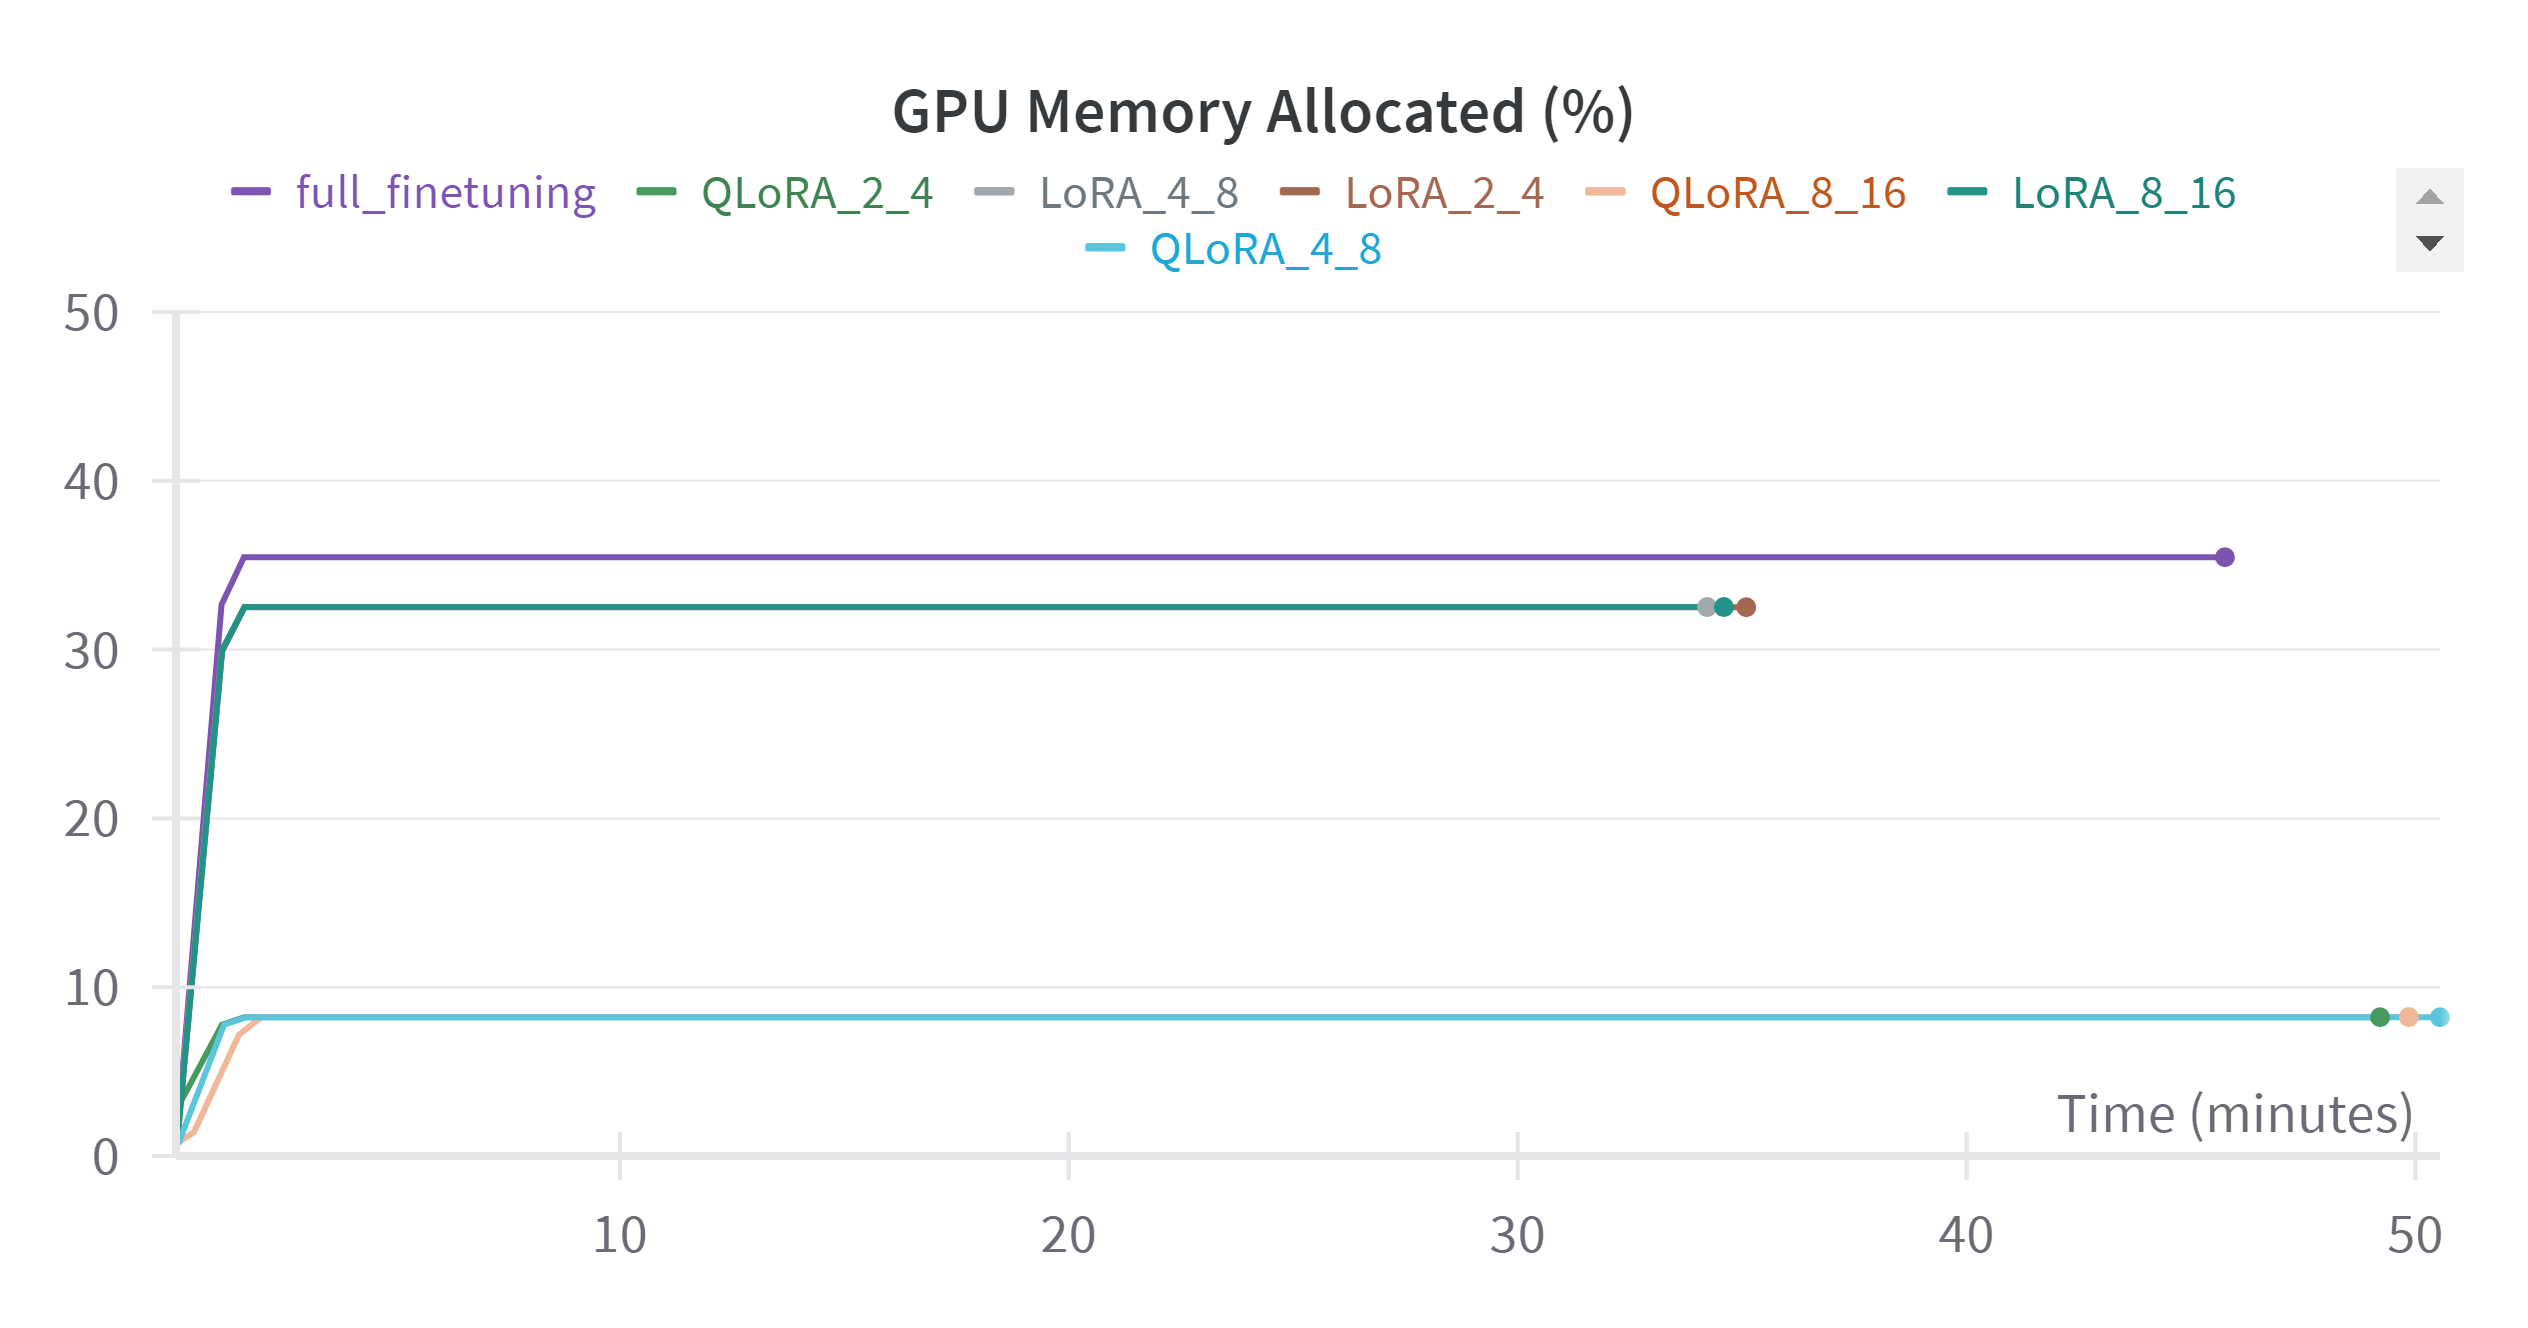 GPU Memory Allocated (%)
full_finetuning QLoRA_2_4 LoRA_4_8 LoRA_2_4 QLoRA_8_16 LoRA_8_16
QLoRA_4_8
50
40
30
20
10
0
Time (minutes)
10 20 30 40 50